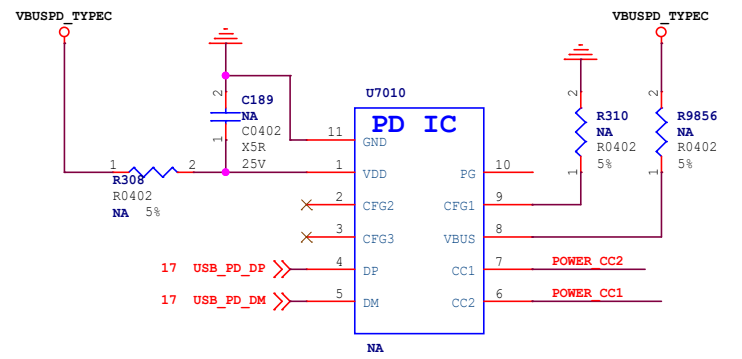 VBUSPD_TYPEC
VBUSPD_TYPEC
U7010
PD IC
2
C189
NA
C0402
X5R
25V
1
2
R310
NA
R0402
5%
1
2
R9856
NA
R0402
5%
1
11 GND
1 R308 2
R0402
NA 5%
1 VDD
PG 10
2 CFG2
CFG1 9
3 CFG3
VBUS 8
17 USB_PD_DP 4 DP
CC1 7 POWER_CC2
17 USB_PD_DM 5 DM
CC2 6 POWER_CC1
NA